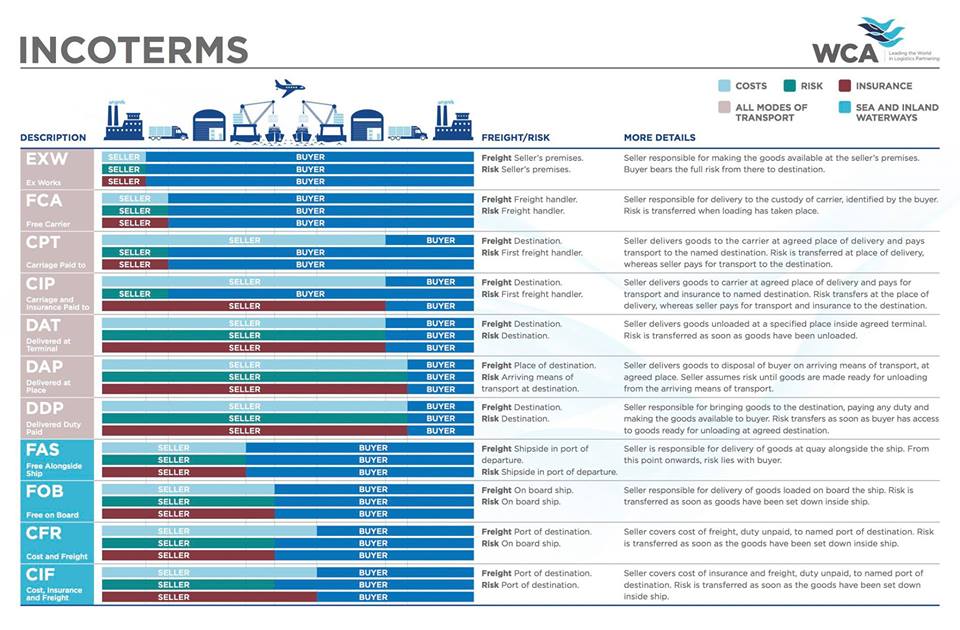 INCOTERMS
WCA
Leading the World
in Logistics Partnering
COSTS
RISK
INSURANCE
ALL MODES OF
TRANSPORT
SEA AND INLAND
WATERWAYS
DESCRIPTION
FREIGHT/RISK
MORE DETAILS
EXW
Ex Works
SELLER BUYER
SELLER BUYER
SELLER BUYER
Freight Seller's premises.
Risk Seller's premises.
Seller responsible for making the goods available at the seller's premises.
Buyer bears the full risk from there to destination.
FCA
Free Carrier
SELLER BUYER
SELLER BUYER
SELLER BUYER
Freight Freight handler.
Risk Freight handler.
Seller responsible for delivery to the custody of carrier, identified by the buyer.
Risk is transferred when loading has taken place.
CPT
Carriage Paid to
SELLER BUYER
SELLER BUYER
SELLER BUYER
Freight Destination.
Risk First freight handler.
Seller delivers goods to the carrier at agreed place of delivery and pays
transport to the named destination. Risk is transferred at place of delivery,
whereas seller pays for transport to the destination.
CIP
Carriage and
Insurance Paid to
SELLER BUYER
SELLER BUYER
SELLER BUYER
Freight Destination.
Risk First freight handler.
Seller delivers goods to carrier at agreed place of delivery and pays for
transport and insurance to named destination. Risk transfers at the place of
delivery, whereas seller pays for transport and insurance to the destination.
DAT
Delivered at
Terminal
SELLER BUYER
SELLER BUYER
SELLER BUYER
Freight Destination.
Risk Destination.
Seller delivers goods unloaded at a specified place inside agreed terminal.
Risk is transferred as soon as goods have been unloaded.
DAP
Delivered at
Place
SELLER BUYER
SELLER BUYER
SELLER BUYER
Freight Place of destination.
Risk Arriving means of
transport at destination.
Seller delivers goods to disposal of buyer on arriving means of transport, at
agreed place. Seller assumes risk until goods are made ready for unloading
from the arriving means of transport.
DDP
Delivered Duty
Paid
SELLER BUYER
SELLER BUYER
SELLER BUYER
Freight Destination.
Risk Destination.
Seller responsible for bringing goods to the destination, paying any duty and
making the goods available to buyer. Risk transfers as soon as buyer has access
to goods ready for unloading at agreed destination.
FAS
Free Alongside
Ship
SELLER BUYER
SELLER BUYER
SELLER BUYER
Freight Shipside in port of
departure.
Risk Shipside in port of departure.
Seller is responsible for delivery of goods at quay alongside the ship. From
this point onwards, risk lies with buyer.
FOB
Free on Board
SELLER BUYER
SELLER BUYER
SELLER BUYER
Freight On board ship.
Risk On board ship.
Seller responsible for delivery of goods loaded on board the ship. Risk is
transferred as soon as goods have been set down inside ship.
CFR
Cost and Freight
SELLER BUYER
SELLER BUYER
SELLER BUYER
Freight Port of destination.
Risk On board ship.
Seller covers cost of freight, duty unpaid, to named port of destination. Risk
is transferred as soon as the goods have been set down inside ship.
CIF
Cost, Insurance
and Freight
SELLER BUYER
SELLER BUYER
SELLER BUYER
Freight Port of destination.
Risk Port of destination.
Seller covers cost of insurance and freight, duty unpaid, to named port of
destination. Risk is transferred as soon as the goods have been set down
inside ship.